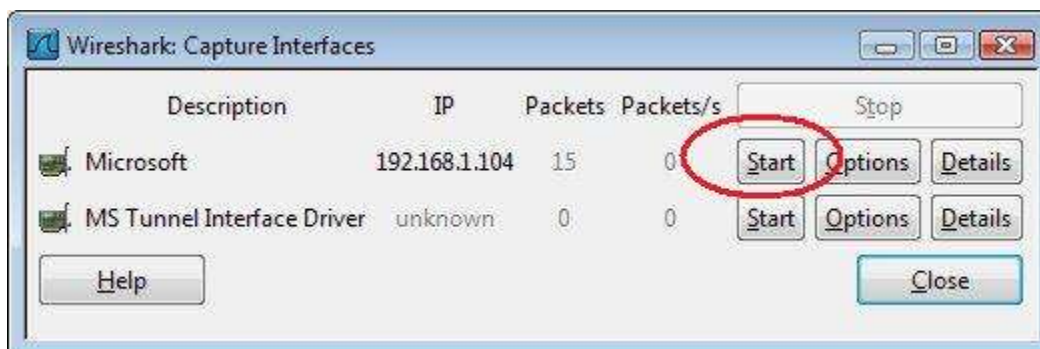 Wireshark: Capture Interfaces
Description IP Packets Packets/s Stop
Microsoft 192.168.1.104 15 0 Start Options Details
MS Tunnel Interface Driver unknown 0 0 Start Options Details
Help Close